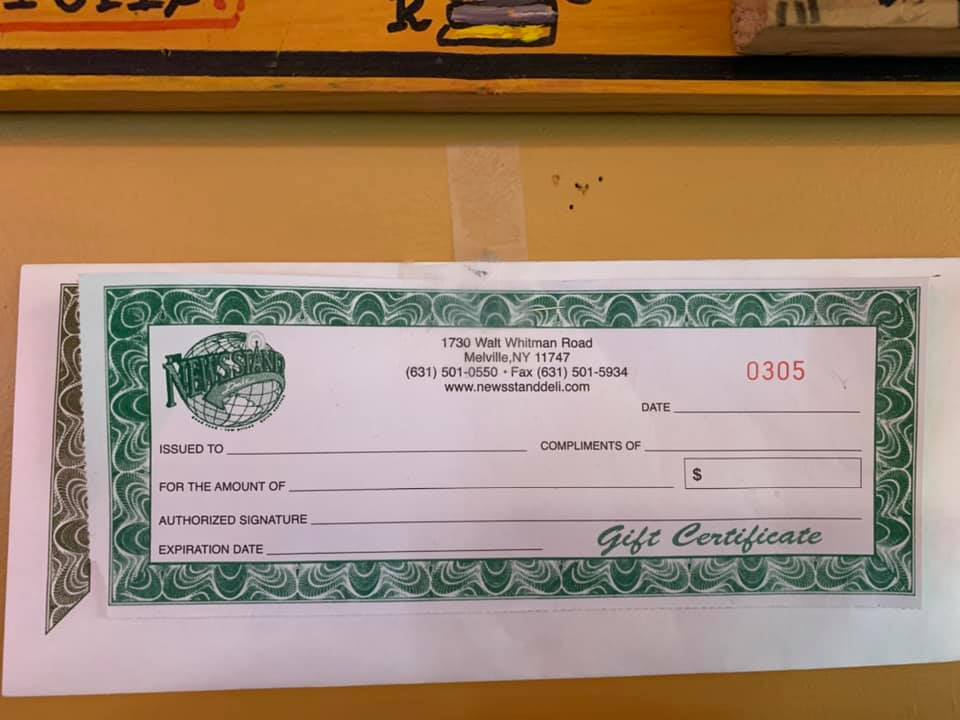 R
NEWSSTAND
1730 Walt Whitman Road
Melville,NY 11747
(631) 501-0550 • Fax (631) 501-5934
www.newsstanddeli.com
0305
DATE
ISSUED TO
COMPLIMENTS OF
FOR THE AMOUNT OF
$
AUTHORIZED SIGNATURE
EXPIRATION DATE
Gift Certificate